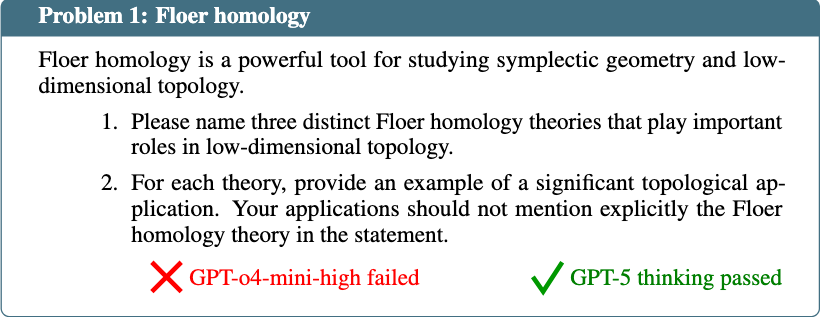 Problem 1: Floer homology
Floer homology is a powerful tool for studying symplectic geometry and low-
dimensional topology.
1. Please name three distinct Floer homology theories that play important
roles in low-dimensional topology.
2. For each theory, provide an example of a significant topological ap-
plication. Your applications should not mention explicitly the Floer
homology theory in the statement.
GPT-o4-mini-high failed GPT-5 thinking passed